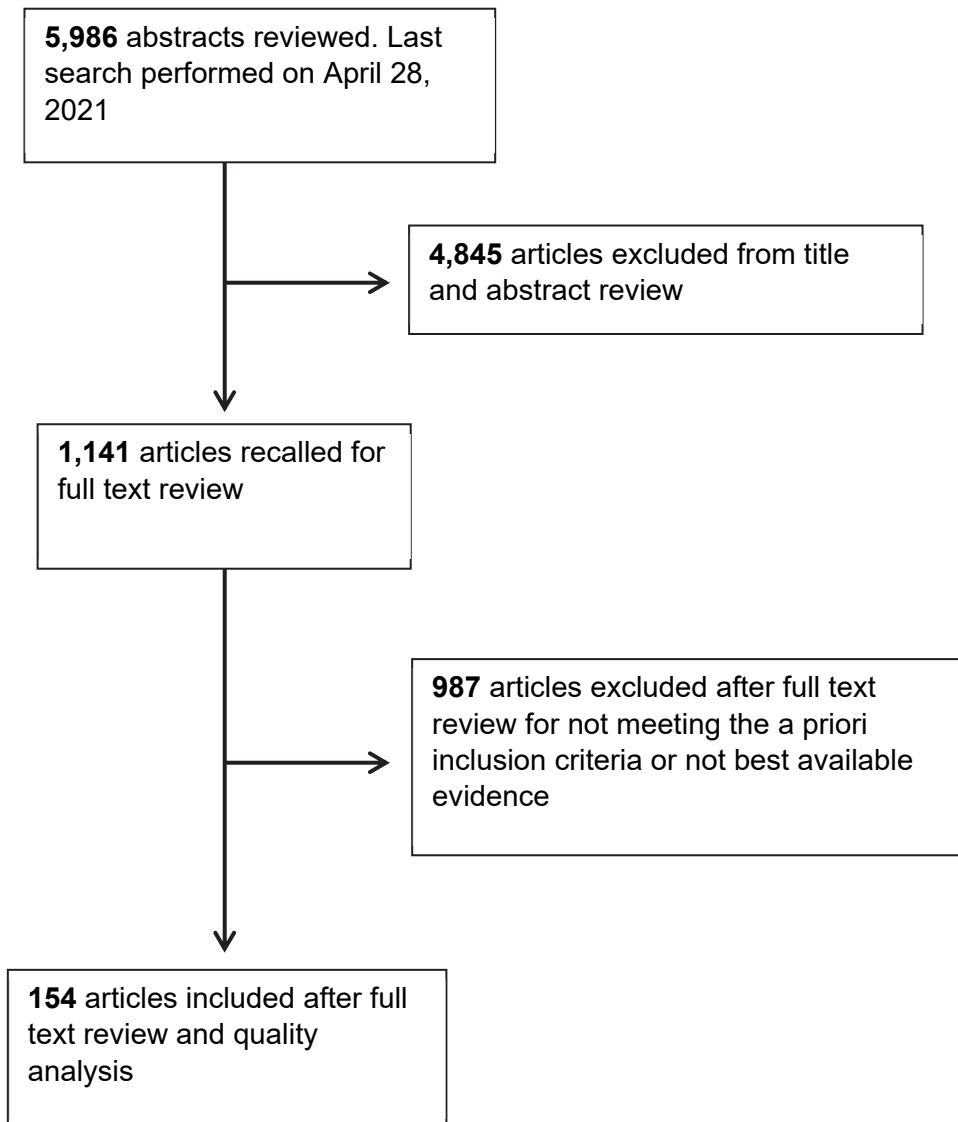 5,986 abstracts reviewed. Last
search performed on April 28,
2021
4,845 articles excluded from title
and abstract review
1,141 articles recalled for
full text review
987 articles excluded after full text
review for not meeting the a priori
inclusion criteria or not best available
evidence
154 articles included after full
text review and quality
analysis